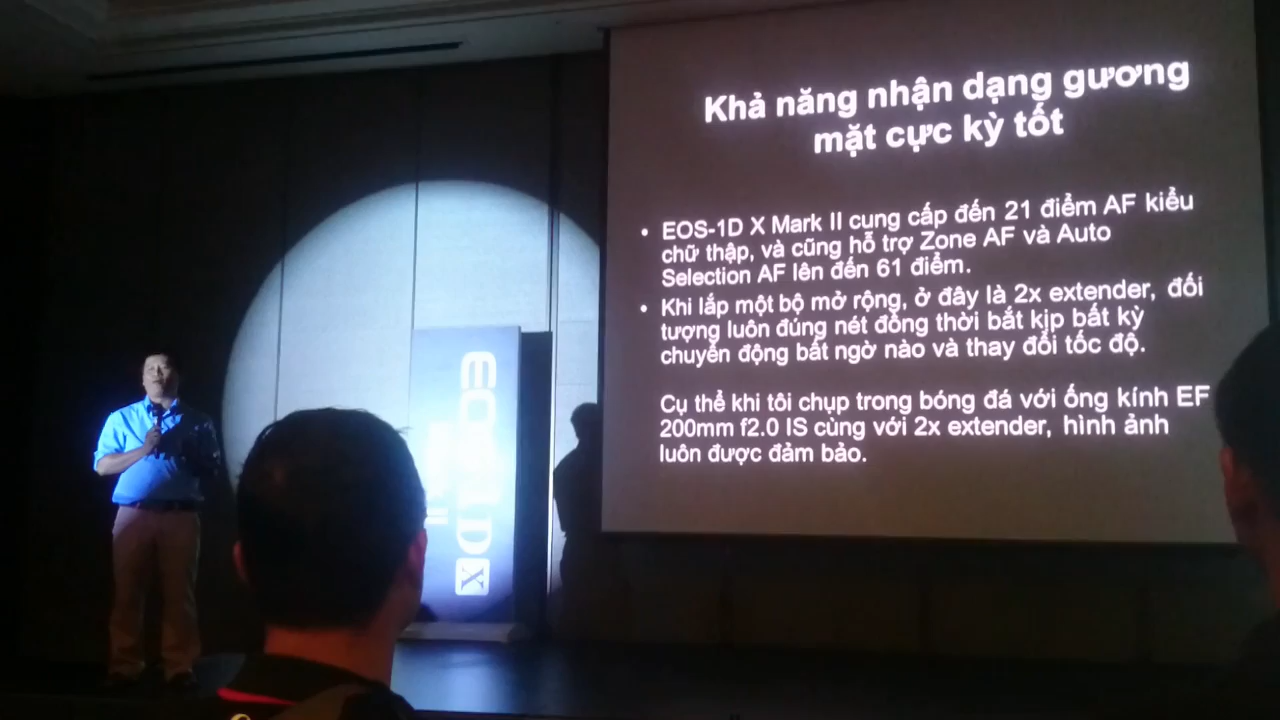 Khả năng nhận dạng gương
mặt cực kỳ tốt
• EOS-1D X Mark II cung cấp đến 21 điểm AF kiểu
chữ thập, và cũng hỗ trợ Zone AF và Auto
Selection AF lên đến 61 điểm.
• Khi lắp một bộ mở rộng, ở đây là 2x extender, đối
tượng luôn đúng nét đồng thời bắt kịp bất kỳ
chuyển động bất ngờ nào và thay đổi tốc độ.
Cụ thể khi tôi chụp trong bóng đá với ống kính EF
200mm f2.0 IS cùng với 2x extender, hình ảnh
luôn được đảm bảo.
EOS-1D X